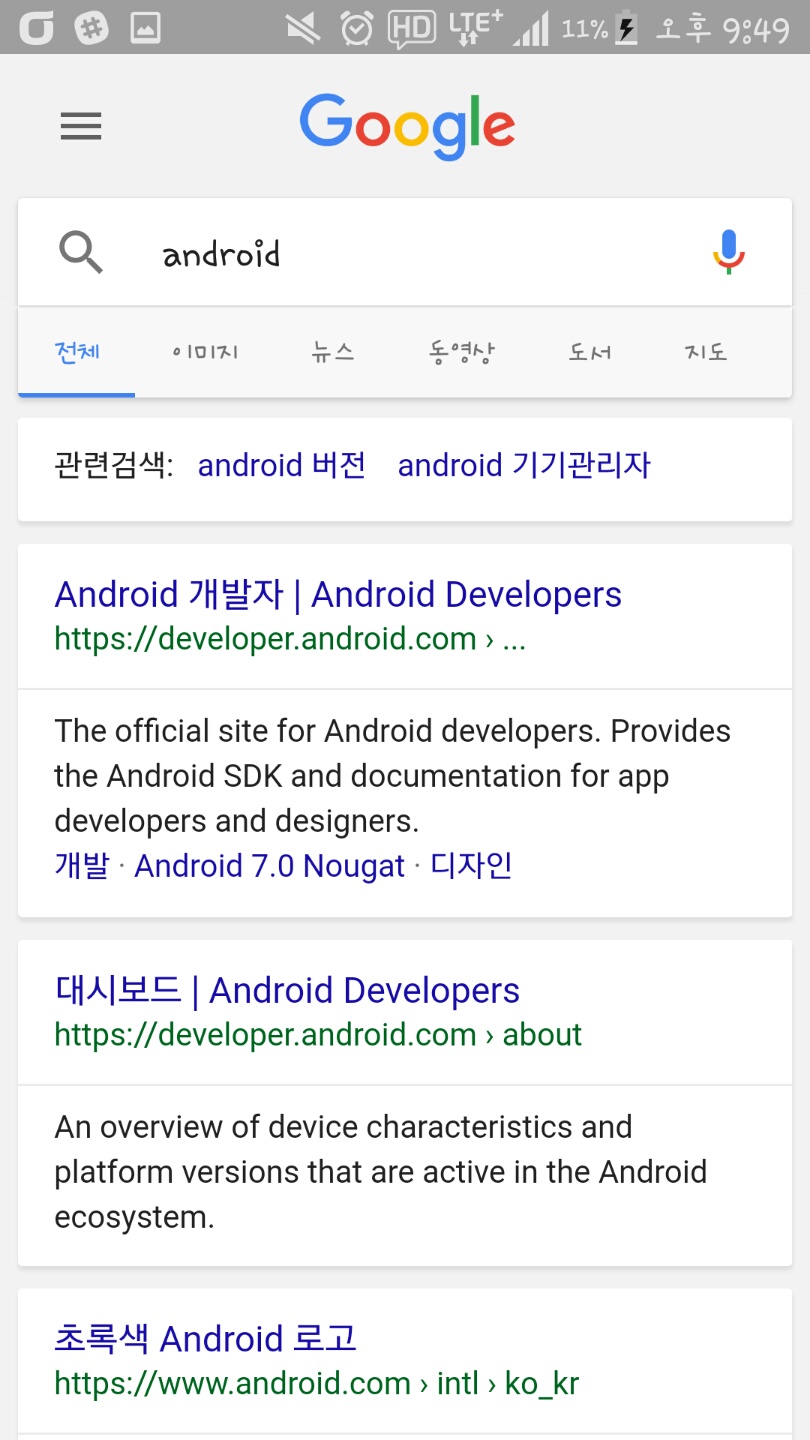 HD LTE+ 11% 오후 9:49
Google
android
전체 이미지 뉴스 동영상 도서 지도
관련검색: android 버전 android 기기관리자
Android 개발자 | Android Developers
https://developer.android.com › ...
The official site for Android developers. Provides
the Android SDK and documentation for app
developers and designers.
개발 · Android 7.0 Nougat · 디자인
대시보드 | Android Developers
https://developer.android.com › about
An overview of device characteristics and
platform versions that are active in the Android
ecosystem.
초록색 Android 로고
https://www.android.com › intl › ko_kr